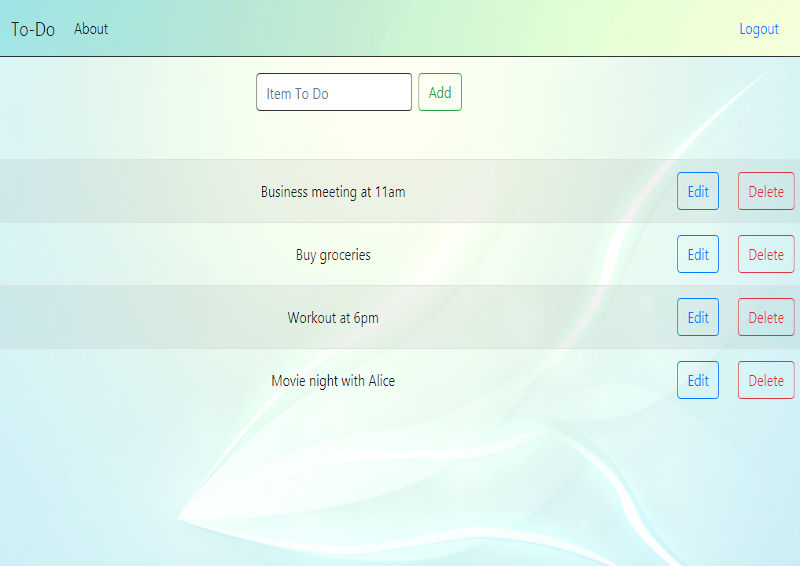 To-Do About Logout
Item To Do Add
Business meeting at 11am Edit Delete
Buy groceries Edit Delete
Workout at 6pm Edit Delete
Movie night with Alice Edit Delete